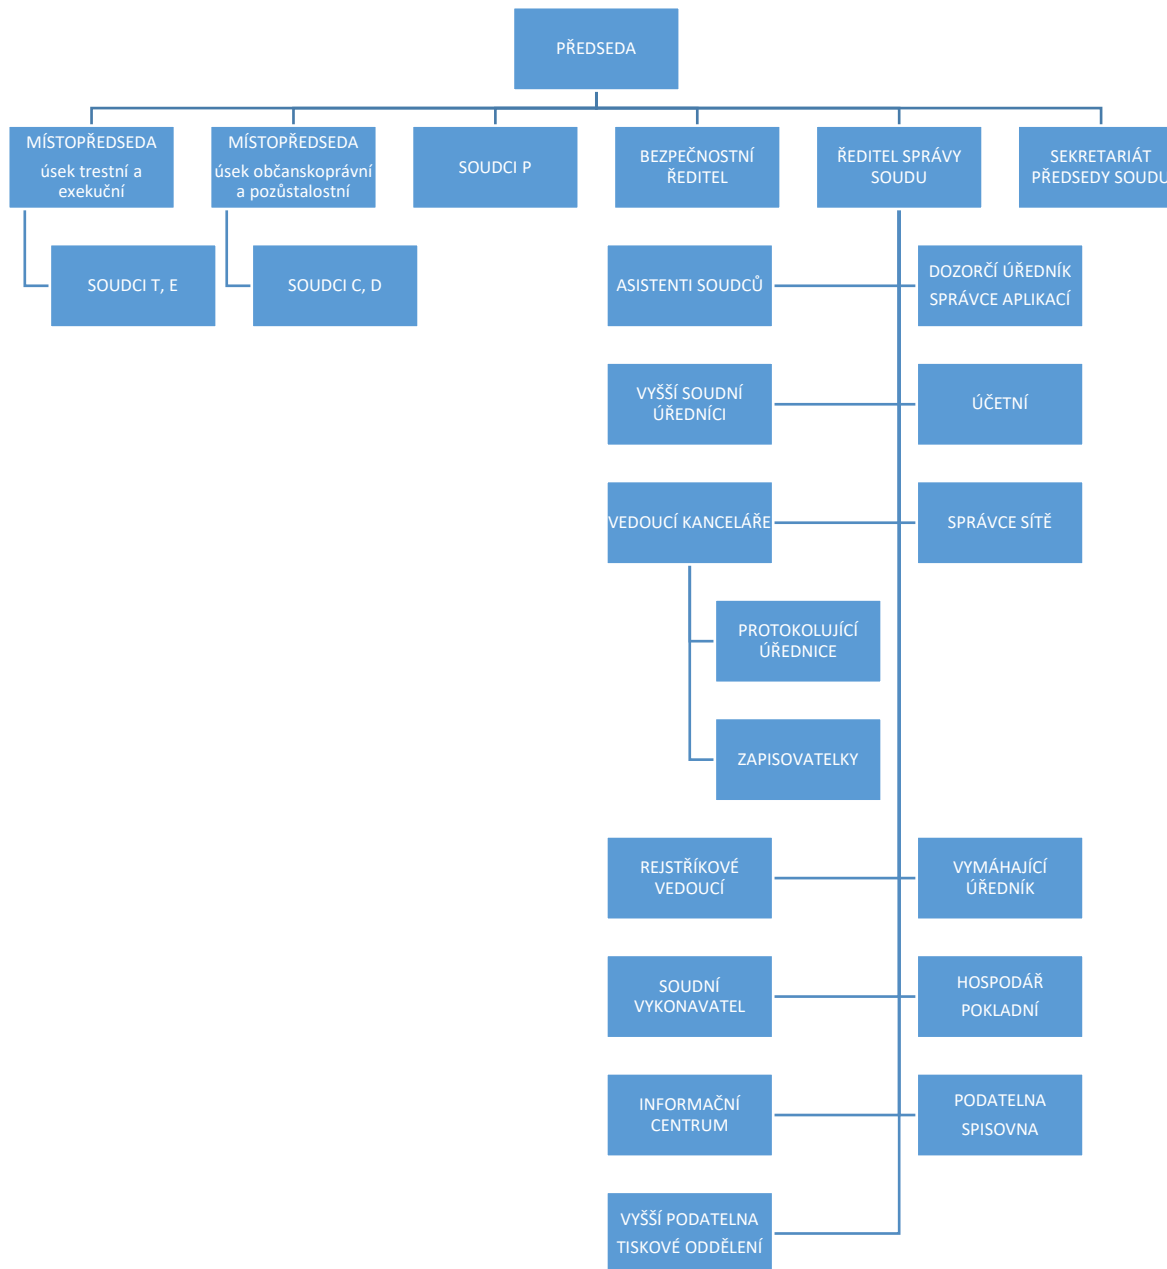 PŘEDSEDA
MÍSTOPŘEDSEDA
úsek trestní a
exekuční
MÍSTOPŘEDSEDA
úsek občanskoprávní
a pozůstalostní
SOUDCI P
BEZPEČNOSTNÍ
ŘEDITEL
ŘEDITEL SPRÁVY
SOUDU
SEKRETARIÁT
PŘEDSEDY SOUDU
SOUDCI T, E
SOUDCI C, D
ASISTENTI SOUDCŮ
DOZORČÍ ÚŘEDNÍK
SPRÁVCE APLIKACÍ
VYŠŠÍ SOUDNÍ
ÚŘEDNÍCI
ÚČETNÍ
VEDOUCÍ KANCELÁŘE
SPRÁVCE SÍTĚ
PROTOKOLUJÍCÍ
ÚŘEDNICE
ZAPISOVATELKY
REJSTŘÍKOVÉ
VEDOUCÍ
VYMÁHAJÍCÍ
ÚŘEDNÍK
SOUDNÍ
VYKONAVATEL
HOSPODÁŘ
POKLADNÍ
INFORMAČNÍ
CENTRUM
PODATELNA
SPISOVNA
VYŠŠÍ PODATELNA
TISKOVÉ ODDĚLENÍ